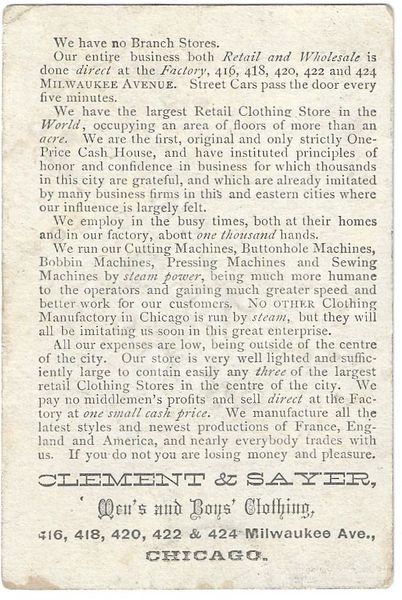 We have no Branch Stores.
Our entire business both Retail and Wholesale is
done direct at the Factory, 416, 418, 420, 422 and 424
MILWAUKEE AVENUE. Street Cars pass the door every
five minutes.
We have the largest Retail Clothing Store in the
World, occupying an area of floors of more than an
acre. We are the first, original and only strictly One-
Price Cash House, and have instituted principles of
honor and confidence in business for which thousands
in this city are grateful, and which are already imitated
by many business firms in this and eastern cities where
our influence is largely felt.
We employ in the busy times, both at their homes
and in our factory, about one thousand hands.
We run our Cutting Machines, Buttonhole Machines,
Bobbin Machines, Pressing Machines and Sewing
Machines by steam power, being much more humane
to the operators and gaining much greater speed and
better work for our customers. NO OTHER Clothing
Manufactory in Chicago is run by steam, but they will
all be imitating us soon in this great enterprise.
All our expenses are low, being outside of the centre
of the city. Our store is very well lighted and suffic-
iently large to contain easily any three of the largest
retail Clothing Stores in the centre of the city. We
pay no middlemen's profits and sell direct at the Fac-
tory at one small cash price. We manufacture all the
latest styles and newest productions of France, Eng-
land and America, and nearly everybody trades with
us. If you do not you are losing money and pleasure.
CLEMENT & SAYER,
Men's and Boys' Clothing,
416, 418, 420, 422 & 424 Milwaukee Ave.,
CHICAGO.